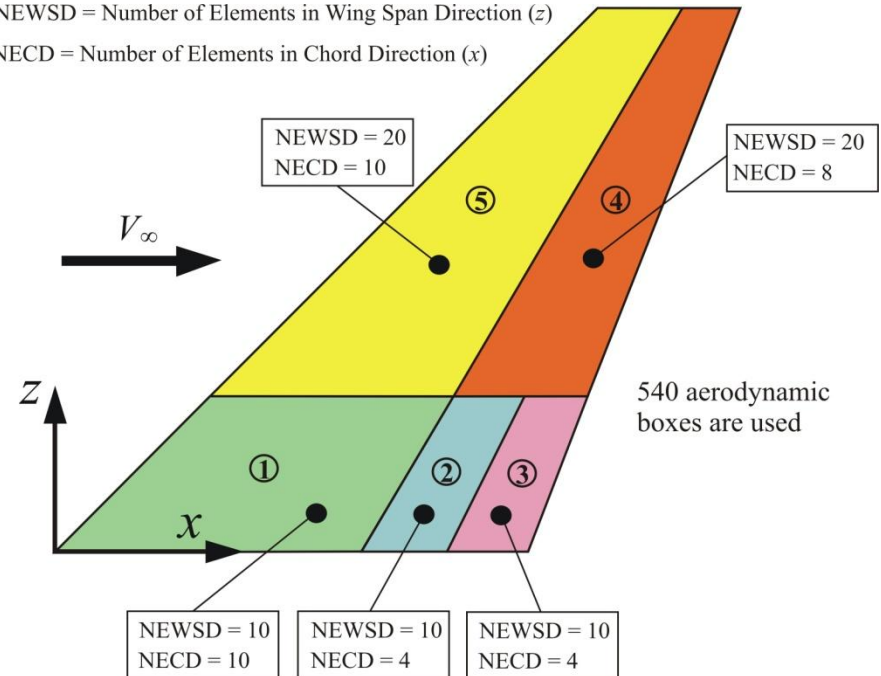 NEWSD = Number of Elements in Wing Span Direction (z)
NECD = Number of Elements in Chord Direction (x)
NEWSD = 20
NECD = 10
NEWSD = 20
NECD = 8
V∞
⑤
④
z
540 aerodynamic
boxes are used
①
②
③
x
NEWSD = 10
NECD = 10
NEWSD = 10
NECD = 4
NEWSD = 10
NECD = 4